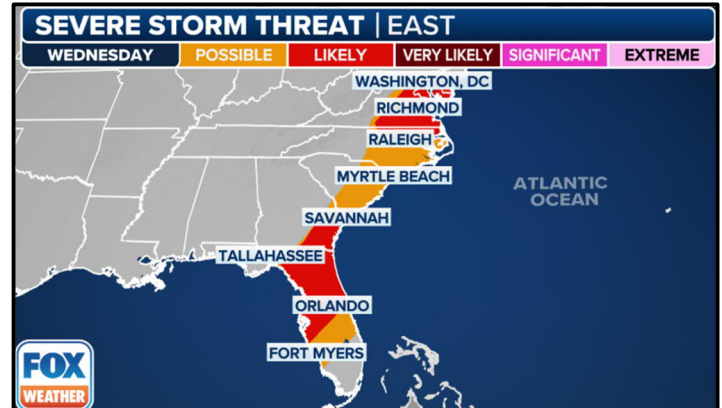 SEVERE STORM THREAT | EAST
WEDNESDAY POSSIBLE LIKELY VERY LIKELY SIGNIFICANT EXTREME
WASHINGTON, DC
RICHMOND
RALEIGH
MYRTLE BEACH
ATLANTIC
OCEAN
SAVANNAH
TALLAHASSEE
ORLANDO
FORT MYERS
FOX
WEATHER